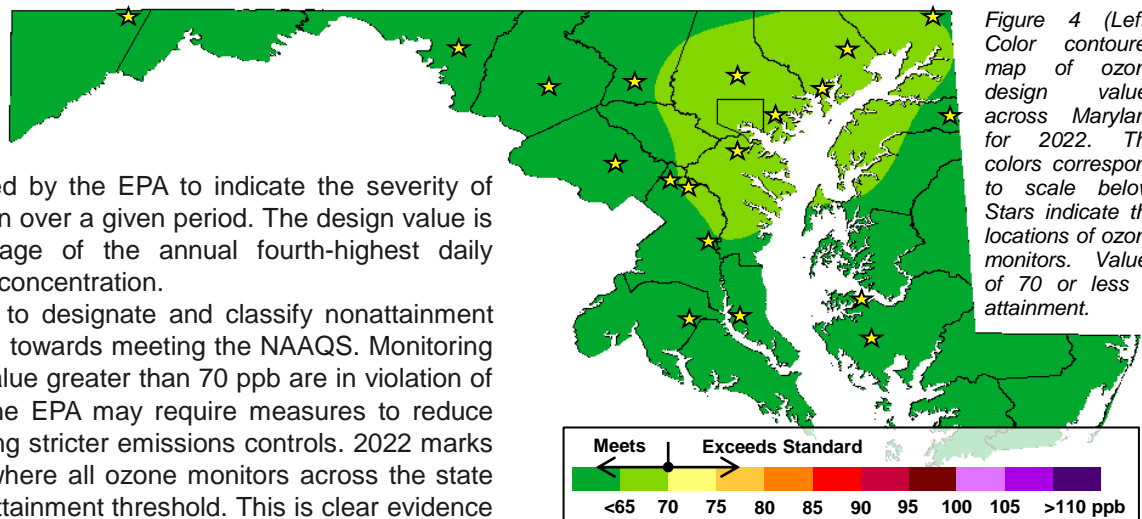 ed by the EPA to indicate the severity of
n over a given period. The design value is
age of the annual fourth-highest daily
concentration.
to designate and classify nonattainment
towards meeting the NAAQS. Monitoring
alue greater than 70 ppb are in violation of
he EPA may require measures to reduce
ng stricter emissions controls. 2022 marks
where all ozone monitors across the state
ttainment threshold. This is clear evidence
Figure 4 (Left
Color contoure
map of ozon
design value
across Marylan
for 2022. Th
colors correspon
to scale below
Stars indicate th
locations of ozon
monitors. Value
of 70 or less
attainment.
Meets Exceeds Standard
<65 70 75 80 85 90 95 100 105 >110 ppb